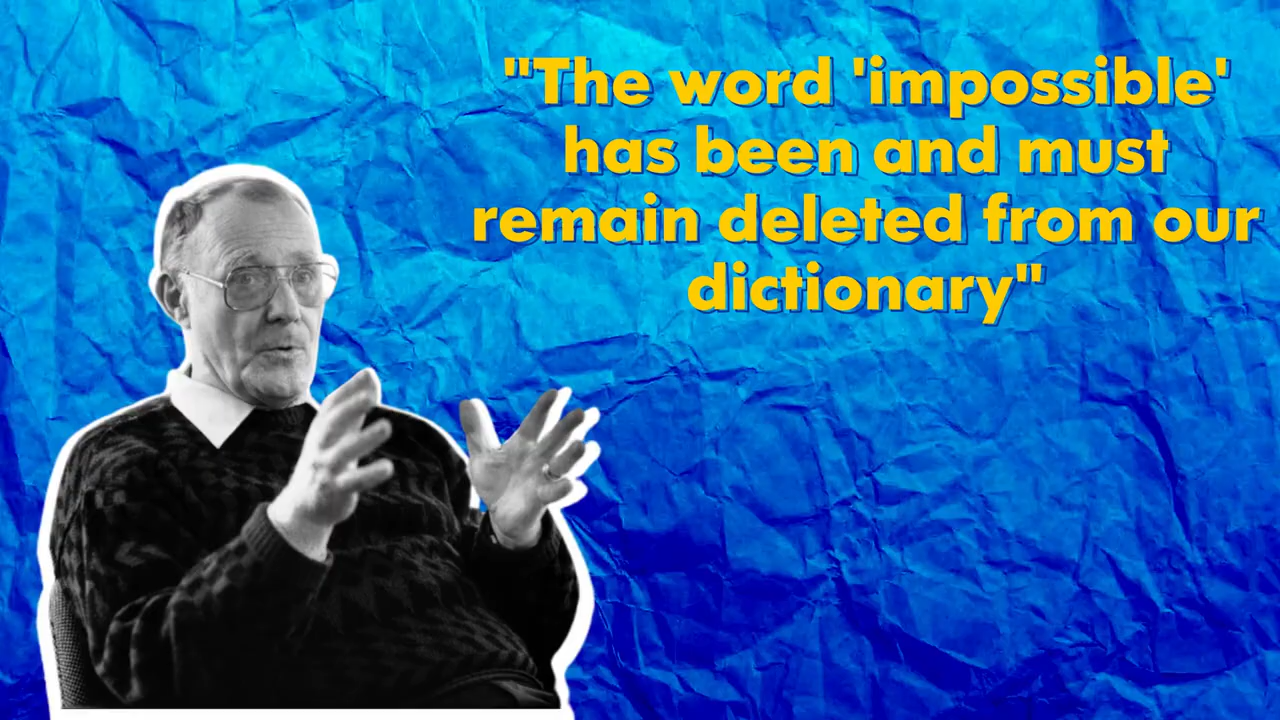 "The word 'impossible'
has been and must
remain deleted from our
dictionary"